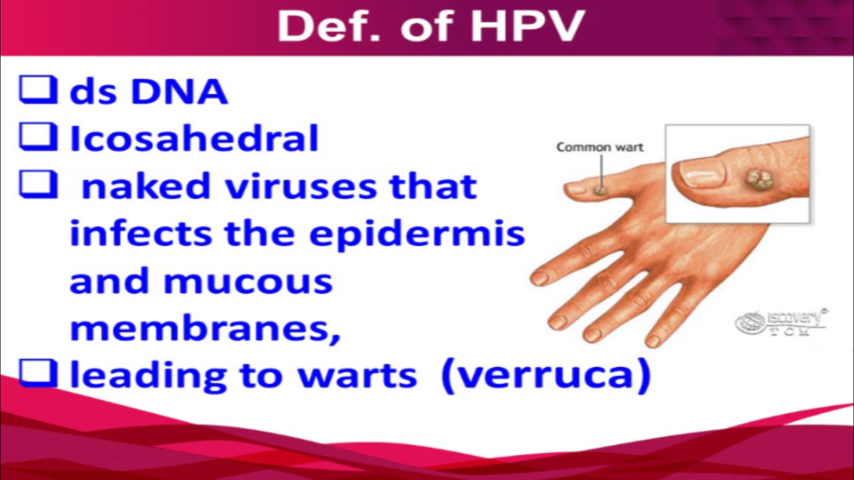 Def. of HPV
❑ ds DNA
❑ Icosahedral
❑ naked viruses that
infects the epidermis
and mucous
membranes,
❑ leading to warts (verruca)
Common wart
iscovery
T C M